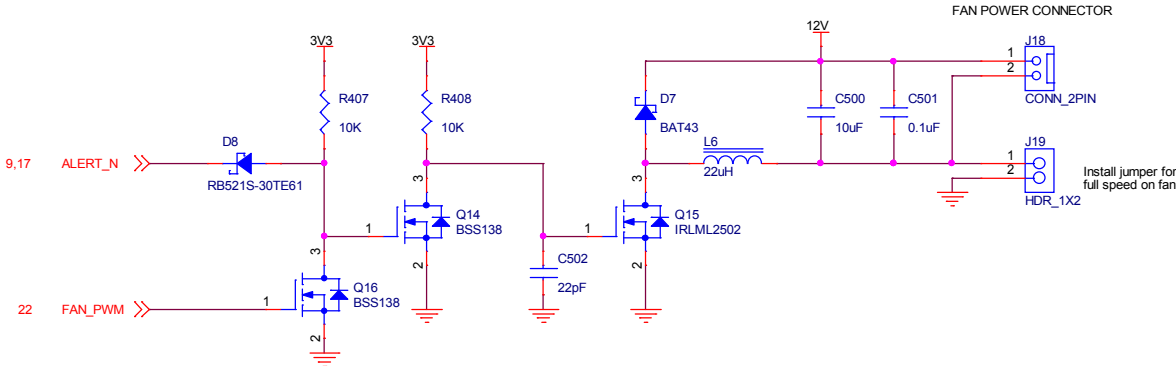 FAN POWER CONNECTOR
3V3
3V3
12V
J18
1
2
CONN_2PIN
R407
10K
R408
10K
D7
BAT43
C500
10uF
C501
0.1uF
D8
9,17 ALERT_N
RB521S-30TE61
L6
22uH
J19
1
2
HDR_1X2
Install jumper for
full speed on fan
3
1
Q14
BSS138
2
3
1
Q15
IRLML2502
2
C502
22pF
3
1
Q16
BSS138
2
22 FAN_PWM